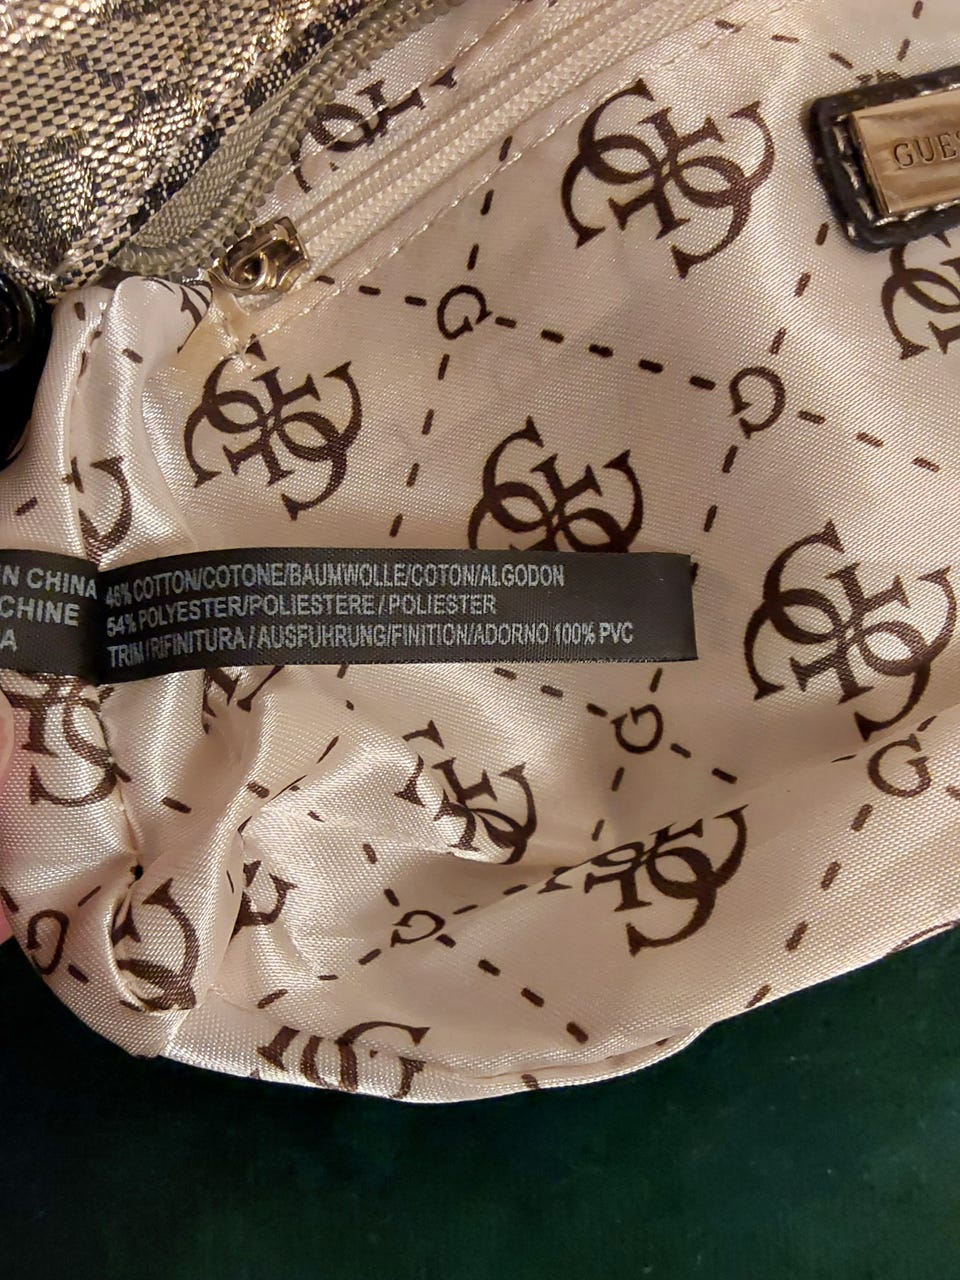 GUES
IN CHINA
CHINE
A
46% COTTON/COTONE/BAUMWOLLE/COTON/ALGODON
54% POLYESTER/POLIESTERE/POLIESTER
TRIM/RIFINITURA/AUSFUHRUNG/FINITION/ADORNO 100% PVC
G
G
G
G
G
G